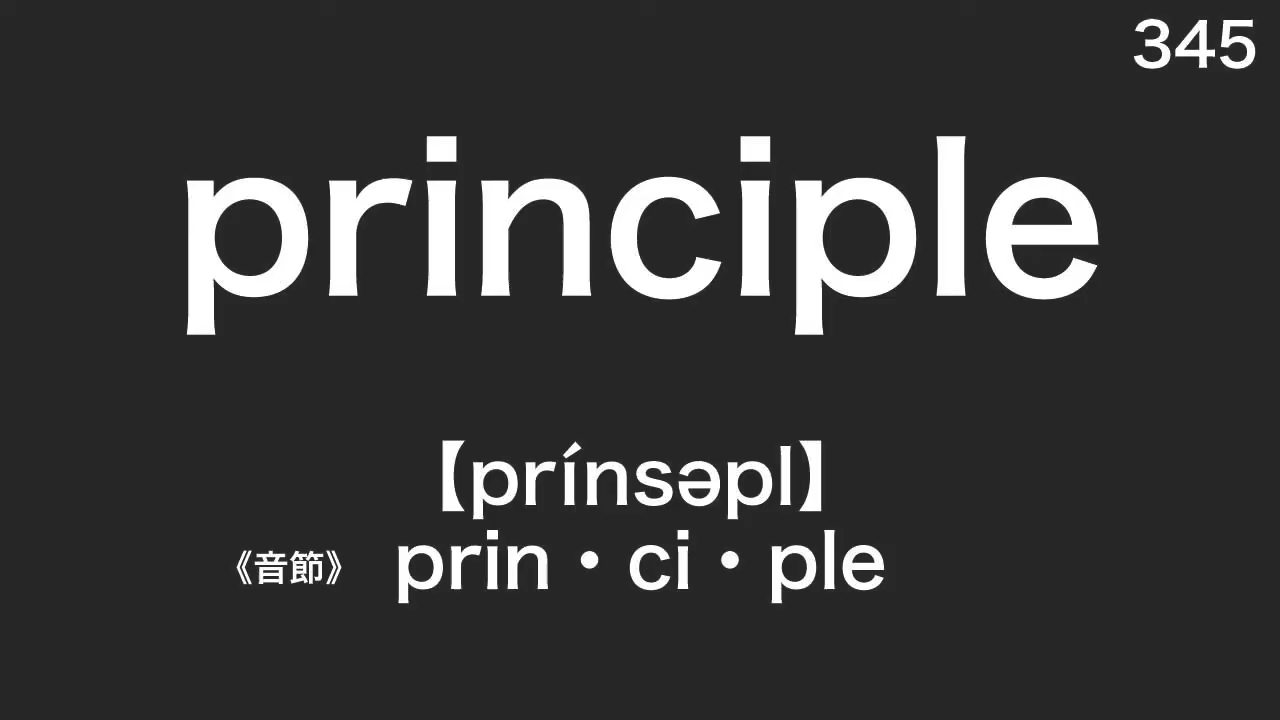 345
principle
【prínsəpl】
《音節》 prin・ci・ple